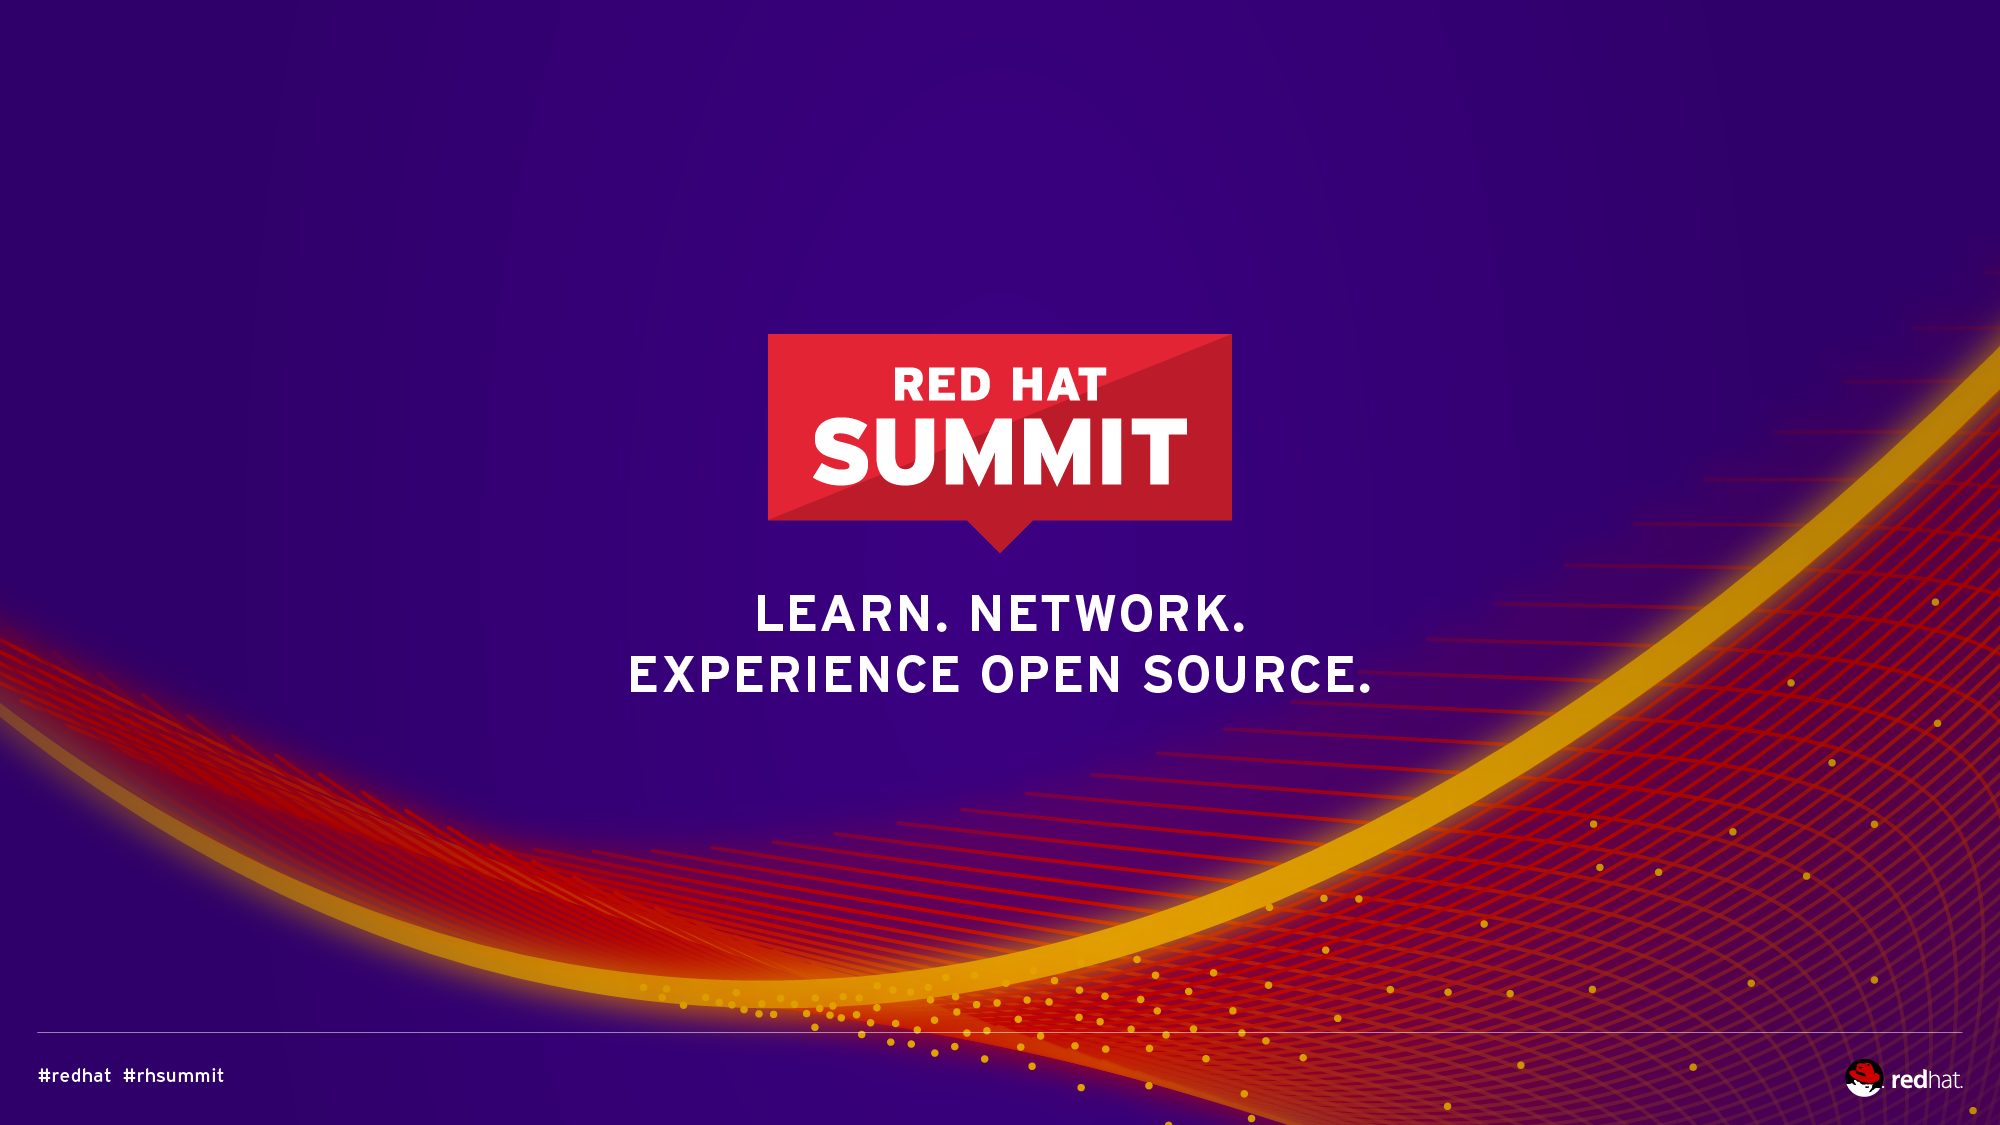 RED HAT
SUMMIT
LEARN. NETWORK.
EXPERIENCE OPEN SOURCE.
#redhat #rhsummit
redhat.